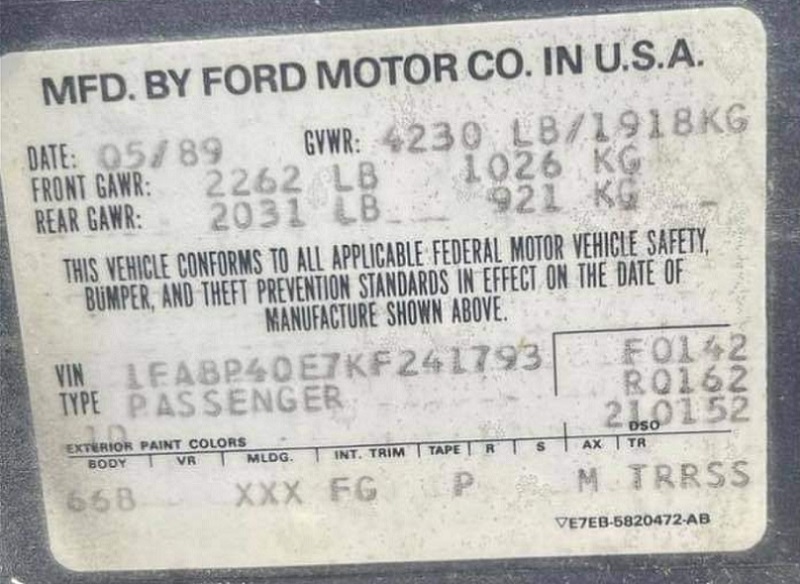 MFD. BY FORD MOTOR CO. IN U.S.A.
DATE: 05/89 GVWR: 4230 LB/1918KG
FRONT GAWR: 2262 LB 1026 KG
REAR GAWR: 2031 LB 921 KG
THIS VEHICLE CONFORMS TO ALL APPLICABLE FEDERAL MOTOR VEHICLE SAFETY,
BUMPER, AND THEFT PREVENTION STANDARDS IN EFFECT ON THE DATE OF
MANUFACTURE SHOWN ABOVE.
VIN 1FABP40E7KF241793 F0142
TYPE PASSENGER R0162
10 210152
EXTERIOR PAINT COLORS DSO
BODY VR MLDG. INT. TRIM TAPE R S AX TR
66B XXX FG P M TRRSS
▽E7EB-5820472-AB